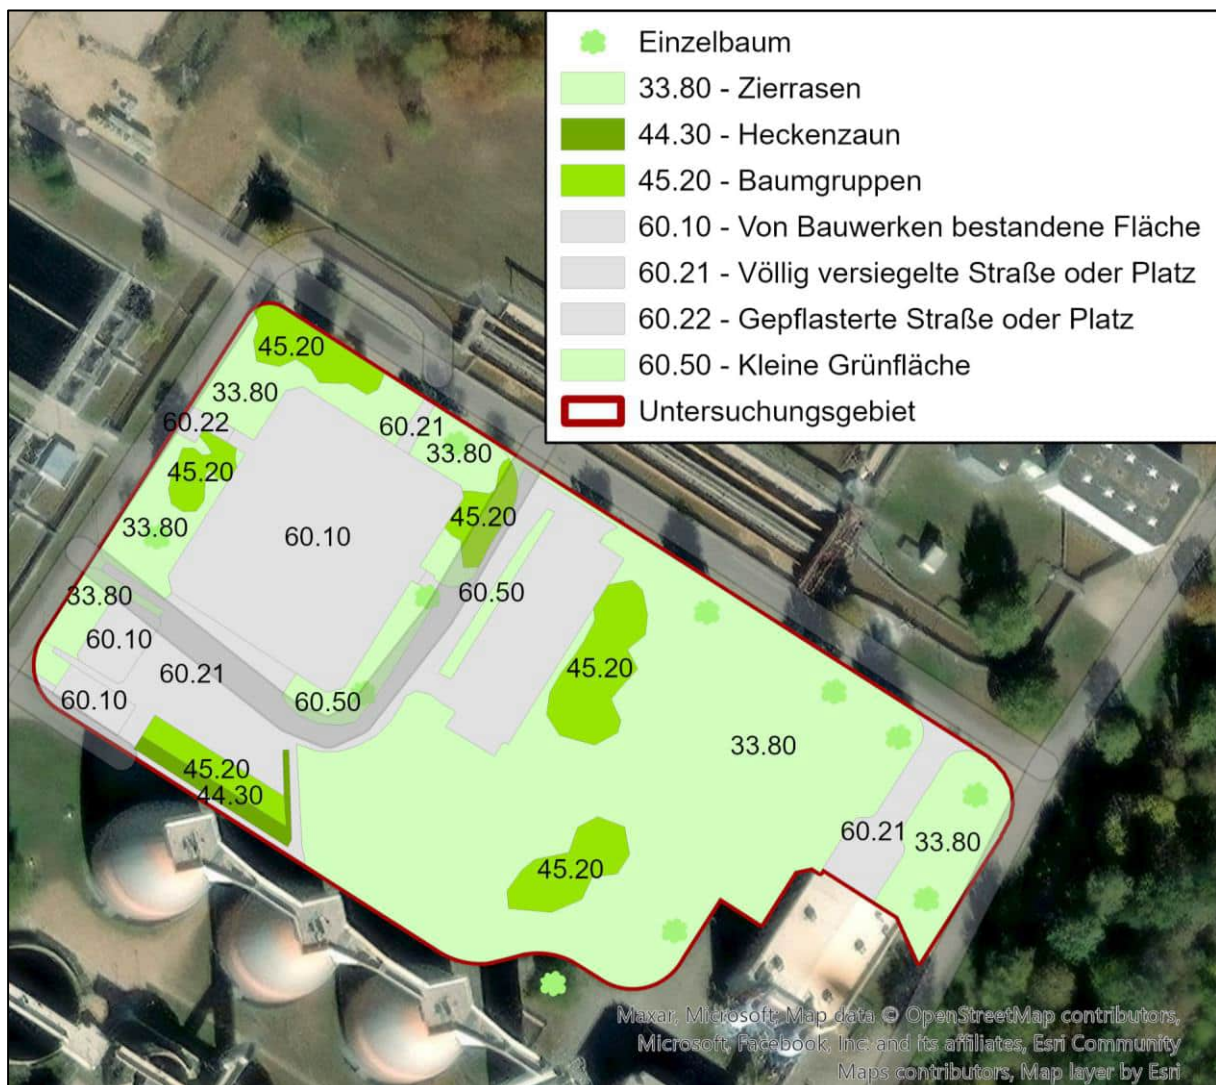 Einzelbaum
33.80 - Zierrasen
44.30 - Heckenzaun
45.20 - Baumgruppen
60.10 - Von Bauwerken bestandene Fläche
60.21 - Völlig versiegelte Straße oder Platz
60.22 - Gepflasterte Straße oder Platz
60.50 - Kleine Grünfläche
Untersuchungsgebiet
45.20
33.80
60.22
60.21
33.80
45.20
45.20
33.80
60.10
33.80
60.50
60.10
60.21
45.20
60.10
60.50
33.80
45.20
44.30
60.21
33.80
45.20
Maxar, Microsoft, Map data © OpenStreetMap contributors,
Microsoft, Facebook, Inc. and its affiliates, Esri Community
Maps contributors, Map layer by Esri